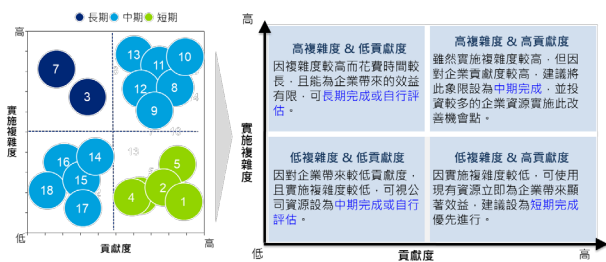 長期 中期 短期
高
實施複雜度
低
貢獻度
高
7
3
13
11
10
12
8
9
16
14
15
18
17
5
2
4
1
高
實施複雜度
低
貢獻度
高
高複雜度 & 低貢獻度
因複雜度較高而花費時間較
長，且能為企業帶來的效益
有限，可長期完成或自行評
估。
高複雜度 & 高貢獻度
雖然實施複雜度較高，但因
對企業貢獻度較高，建議將
此象限設為中期完成，並投
資較多的企業資源實施此改
善機會點。
低複雜度 & 低貢獻度
因對企業帶來較低貢獻度，
且實施複雜度較低，可視公
司資源設為中期完成或自行
評估。
低複雜度 & 高貢獻度
因實施複雜度較低，可使用
現有資源立即為企業帶來顯
著效益，建議設為短期完成
優先進行。